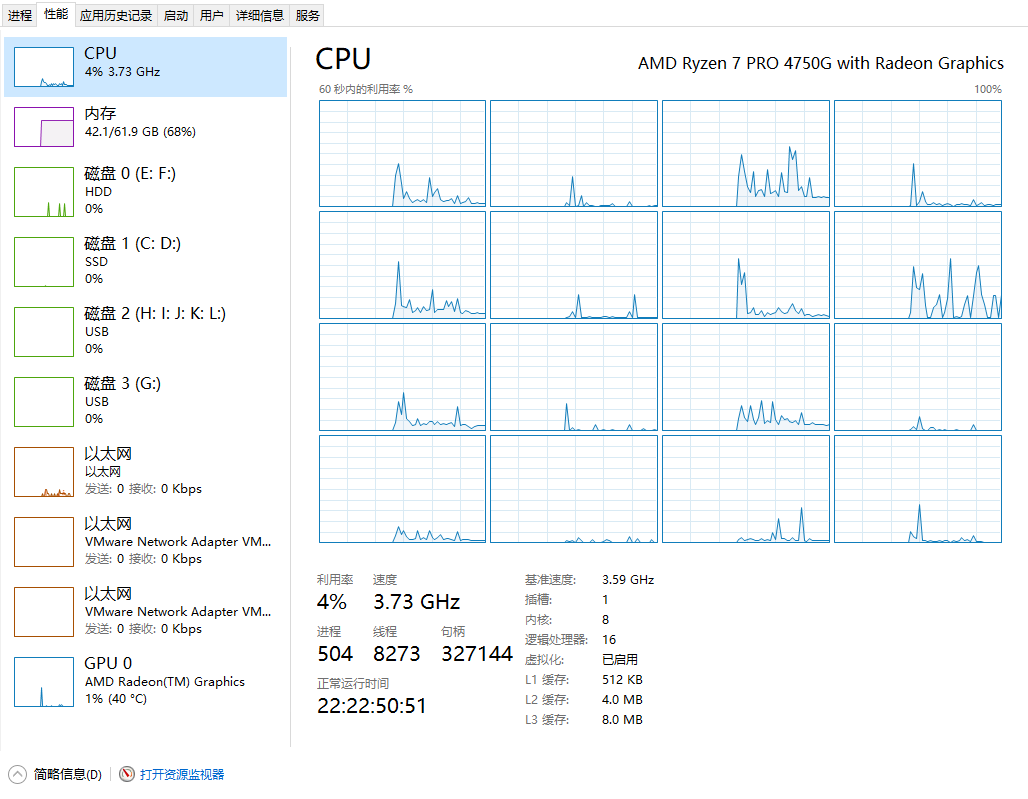 进程 性能 应用历史记录 启动 用户 详细信息 服务
CPU
4% 3.73 GHz
内存
42.1/61.9 GB (68%)
磁盘 0 (E: F:)
HDD
0%
磁盘 1 (C: D:)
SSD
0%
磁盘 2 (H: I: J: K: L:)
USB
0%
磁盘 3 (G:)
USB
0%
以太网
以太网
发送: 0 接收: 0 Kbps
以太网
VMware Network Adapter VM...
发送: 0 接收: 0 Kbps
以太网
VMware Network Adapter VM...
发送: 0 接收: 0 Kbps
GPU 0
AMD Radeon(TM) Graphics
1% (40 °C)
CPU AMD Ryzen 7 PRO 4750G with Radeon Graphics
60 秒内的利用率 % 100%
利用率 速度
4% 3.73 GHz
进程 线程 句柄
504 8273 327144
正常运行时间
22:22:50:51
基准速度: 3.59 GHz
插槽: 1
内核: 8
逻辑处理器: 16
虚拟化: 已启用
L1 缓存: 512 KB
L2 缓存: 4.0 MB
L3 缓存: 8.0 MB
简略信息(D) 打开资源监视器